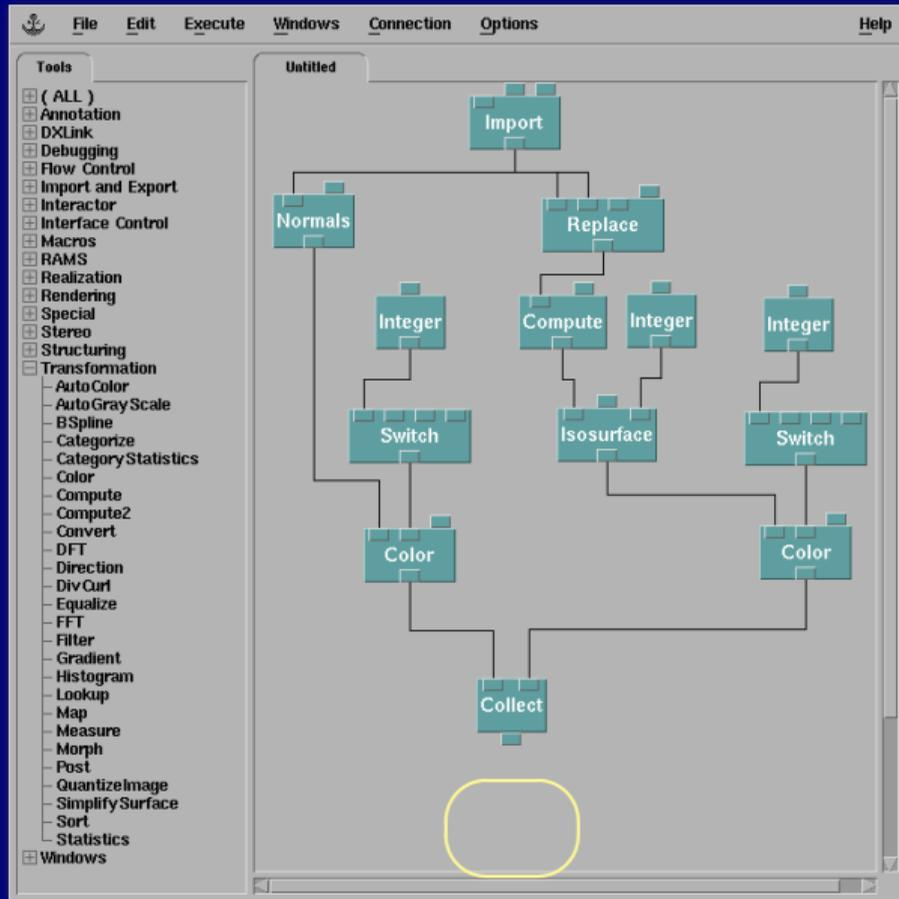 File Edit Execute Windows Connection Options Help
Tools
( ALL )
Annotation
DXLink
Debugging
Flow Control
Import and Export
Interactor
Interface Control
Macros
RAMS
Realization
Rendering
Special
Stereo
Structuring
Transformation
AutoColor
AutoGrayScale
BSpline
Categorize
CategoryStatistics
Color
Compute
Compute2
Convert
DFT
Direction
DivCurl
Equalize
FFT
Filter
Gradient
Histogram
Lookup
Map
Measure
Morph
Post
QuantizeImage
SimplifySurface
Sort
Statistics
Windows
Untitled
Import
Normals Replace
Integer Compute Integer Integer
Switch Isosurface Switch
Color Color
Collect